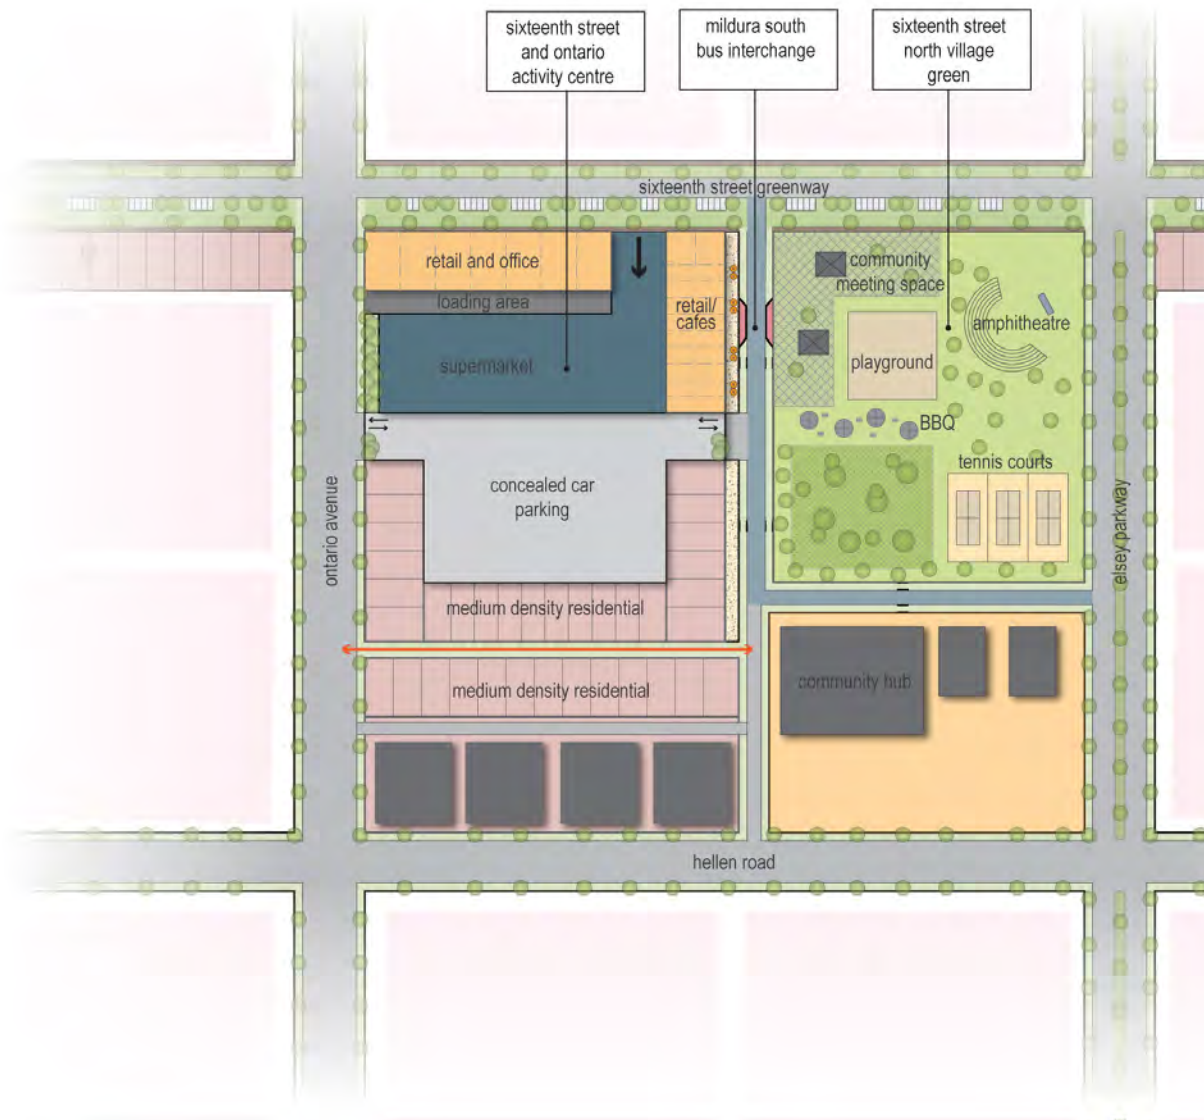 sixteenth street
and ontario
activity centre
mildura south
bus interchange
sixteenth street
north village
green
sixteenth street greenway
retail and office
loading area
retail/
cafes
supermarket
community
meeting space
amphitheatre
playground
BBQ
tennis courts
concealed car
parking
ontario avenue
elsey parkway
medium density residential
medium density residential
community hub
hellen road